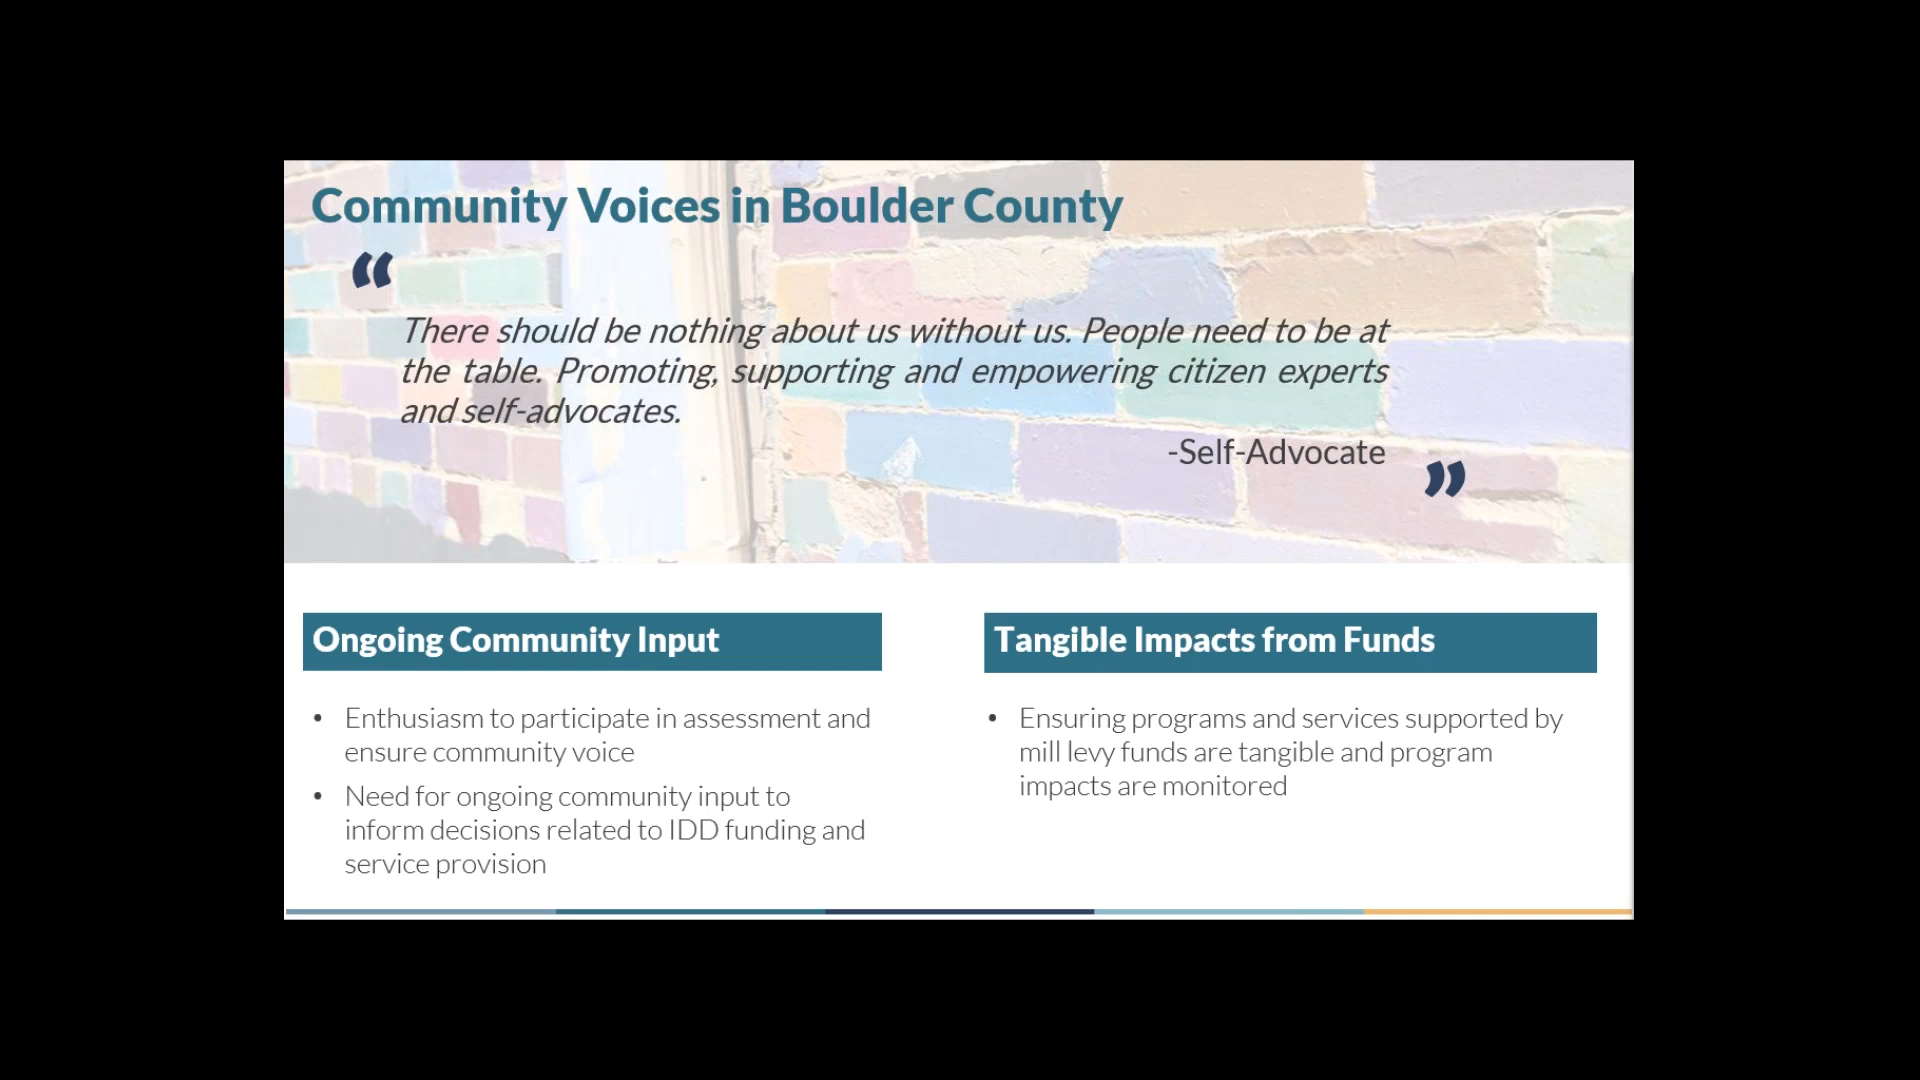 Community Voices in Boulder County
“
There should be nothing about us without us. People need to be at
the table. Promoting, supporting and empowering citizen experts
and self-advocates.
-Self-Advocate
”
Ongoing Community Input
• Enthusiasm to participate in assessment and
ensure community voice
• Need for ongoing community input to
inform decisions related to IDD funding and
service provision
Tangible Impacts from Funds
• Ensuring programs and services supported by
mill levy funds are tangible and program
impacts are monitored